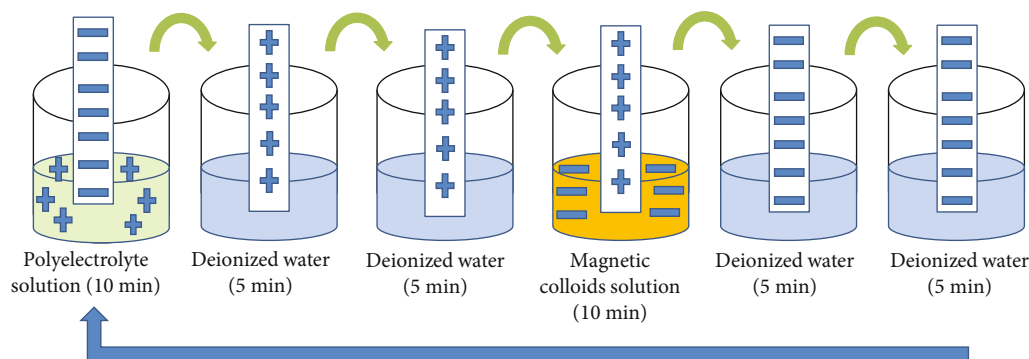 Polyelectrolyte
solution (10 min)
Deionized water
(5 min)
Deionized water
(5 min)
Magnetic
colloids solution
(10 min)
Deionized water
(5 min)
Deionized water
(5 min)